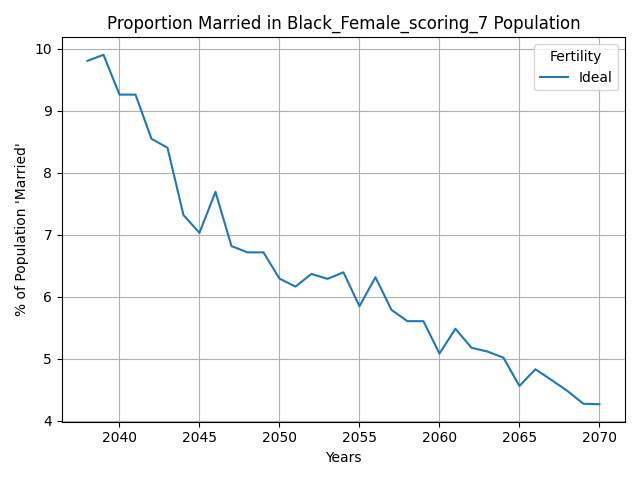 Proportion Married in Black_Female_scoring_7 Population
Fertility
Ideal
% of Population 'Married'
10
9
8
7
6
5
4
2040 2045 2050 2055 2060 2065 2070
Years